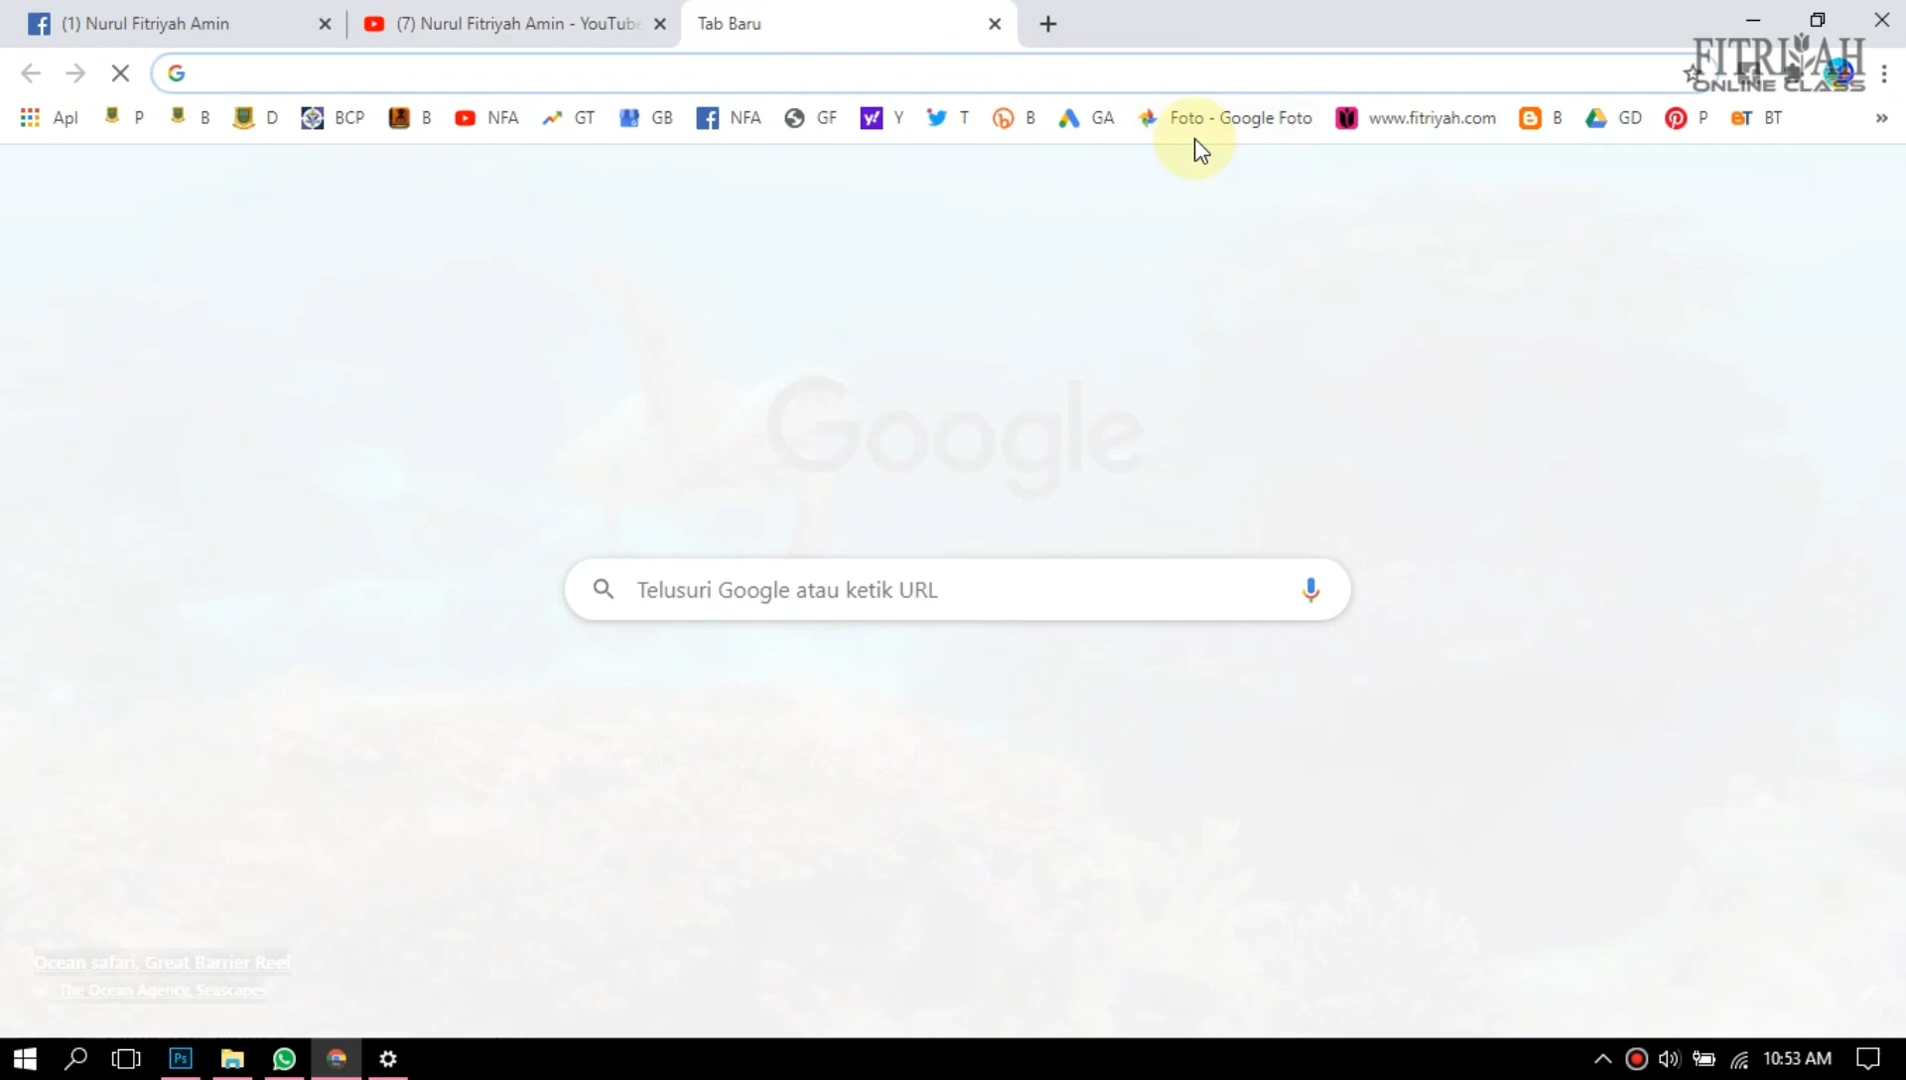 (1) Nurul Fitriyah Amin
(7) Nurul Fitriyah Amin - YouTube
Tab Baru
FITRIYAH
ONLINE CLASS
Apl P B D BCP B NFA GT GB NFA GF Y T B GA Foto - Google Foto www.fitriyah.com B GD P BT »
Google
Telusuri Google atau ketik URL
Ocean safari, Great Barrier Reef
The Ocean Agency, Seascapes
Ps 10:53 AM